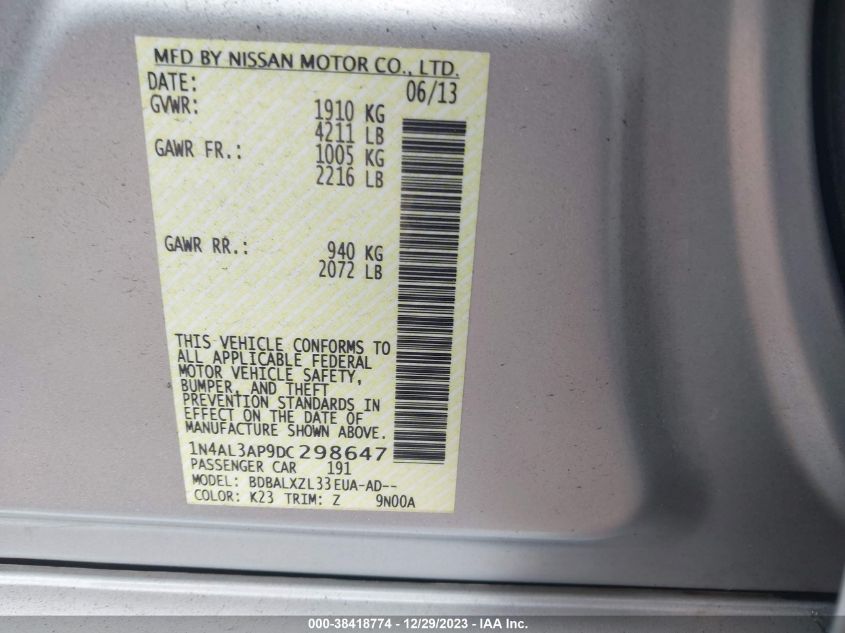 MFD BY NISSAN MOTOR CO., LTD.
DATE: 06/13
GVWR: 1910 KG
4211 LB
GAWR FR.: 1005 KG
2216 LB
GAWR RR.: 940 KG
2072 LB
THIS VEHICLE CONFORMS TO
ALL APPLICABLE FEDERAL
MOTOR VEHICLE SAFETY,
BUMPER, AND THEFT
PREVENTION STANDARDS IN
EFFECT ON THE DATE OF
MANUFACTURE SHOWN ABOVE.
1N4AL3AP9DC298647
PASSENGER CAR 191
MODEL: BDBALXZL33EUA-AD--
COLOR: K23 TRIM: Z 9N00A
000-38418774 - 12/29/2023 - IAA Inc.